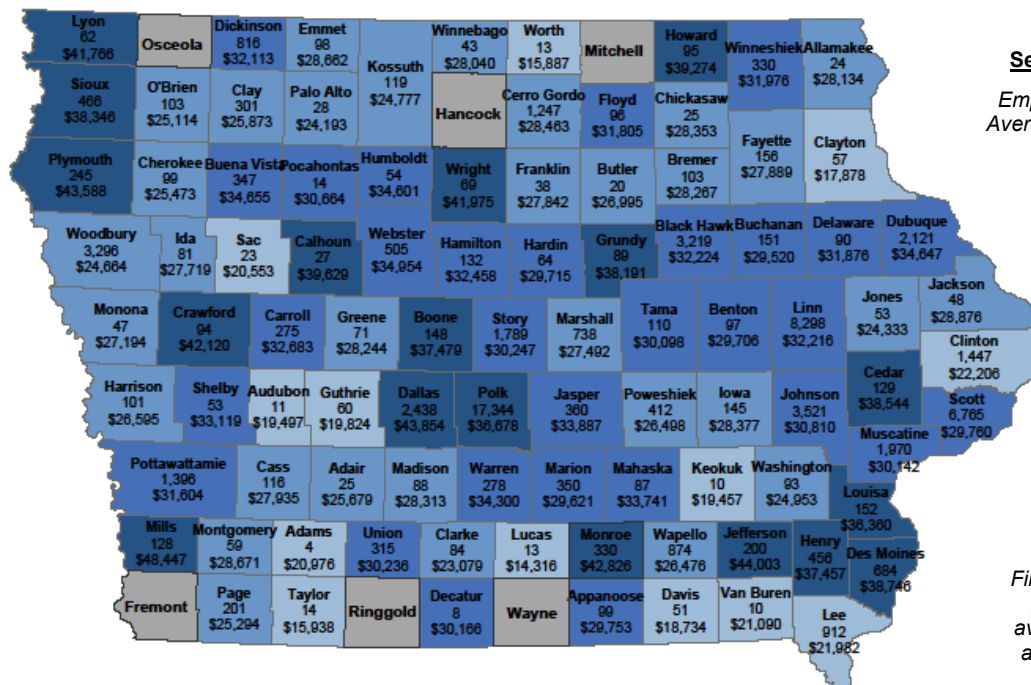 Lyon
62
$41,766
Osceola
Dickinson
816
$32,113
Emmet
98
$28,662
Kossuth
119
$24,777
Winnebago
43
$28,040
Worth
13
$15,887
Mitchell
Howard
95
$39,274
Winneshiek
330
$31,976
Allamakee
24
$28,134
Sioux
466
$38,346
O'Brien
103
$25,114
Clay
301
$25,873
Palo Alto
28
$24,193
Hancock
Cerro Gordo
1,247
$28,463
Floyd
96
$31,805
Chickasaw
25
$28,353
Fayette
156
$27,889
Clayton
57
$17,878
Plymouth
245
$43,588
Cherokee
99
$25,473
Buena Vista
347
$34,655
Pocahontas
14
$30,664
Humboldt
54
$34,601
Wright
69
$41,975
Franklin
38
$27,842
Butler
20
$26,995
Bremer
103
$28,267
Woodbury
3,296
$24,664
Ida
81
$27,719
Sac
23
$20,553
Calhoun
27
$39,629
Webster
505
$34,954
Hamilton
132
$32,458
Hardin
64
$29,715
Grundy
89
$38,191
Black Hawk
3,219
$32,224
Buchanan
151
$29,520
Delaware
90
$31,876
Dubuque
2,121
$34,647
Monona
47
$27,194
Crawford
94
$42,120
Carroll
275
$32,683
Greene
71
$28,244
Boone
148
$37,479
Story
1,789
$30,247
Marshall
738
$27,492
Tama
110
$30,098
Benton
97
$29,706
Linn
8,298
$32,216
Jones
53
$24,333
Jackson
48
$28,876
Clinton
1,447
$22,206
Harrison
101
$26,595
Shelby
53
$33,119
Audubon
11
$19,497
Guthrie
60
$19,824
Dallas
2,438
$43,854
Polk
17,344
$36,678
Jasper
360
$33,887
Poweshiek
412
$26,498
Iowa
145
$28,377
Johnson
3,521
$30,810
Cedar
129
$38,544
Scott
6,765
$29,760
Muscatine
1,970
$30,142
Pottawattamie
1,396
$31,604
Cass
116
$27,935
Adair
25
$25,679
Madison
88
$28,313
Warren
278
$34,300
Marion
350
$29,621
Mahaska
87
$33,741
Keokuk
10
$19,457
Washington
93
$24,953
Louisa
152
$36,360
Mills
128
$48,447
Montgomery
59
$28,671
Adams
4
$20,976
Union
315
$30,236
Clarke
84
$23,079
Lucas
13
$14,316
Monroe
330
$42,826
Wapello
874
$26,476
Jefferson
200
$44,003
Henry
456
$37,457
Des Moines
684
$38,746
Fremont
Page
201
$25,294
Taylor
14
$15,938
Ringgold
Decatur
8
$30,166
Wayne
Appanoose
99
$29,753
Davis
51
$18,734
Van Buren
10
$21,090
Lee
912
$21,982
Se
Emp
Aver
Fir
av
a